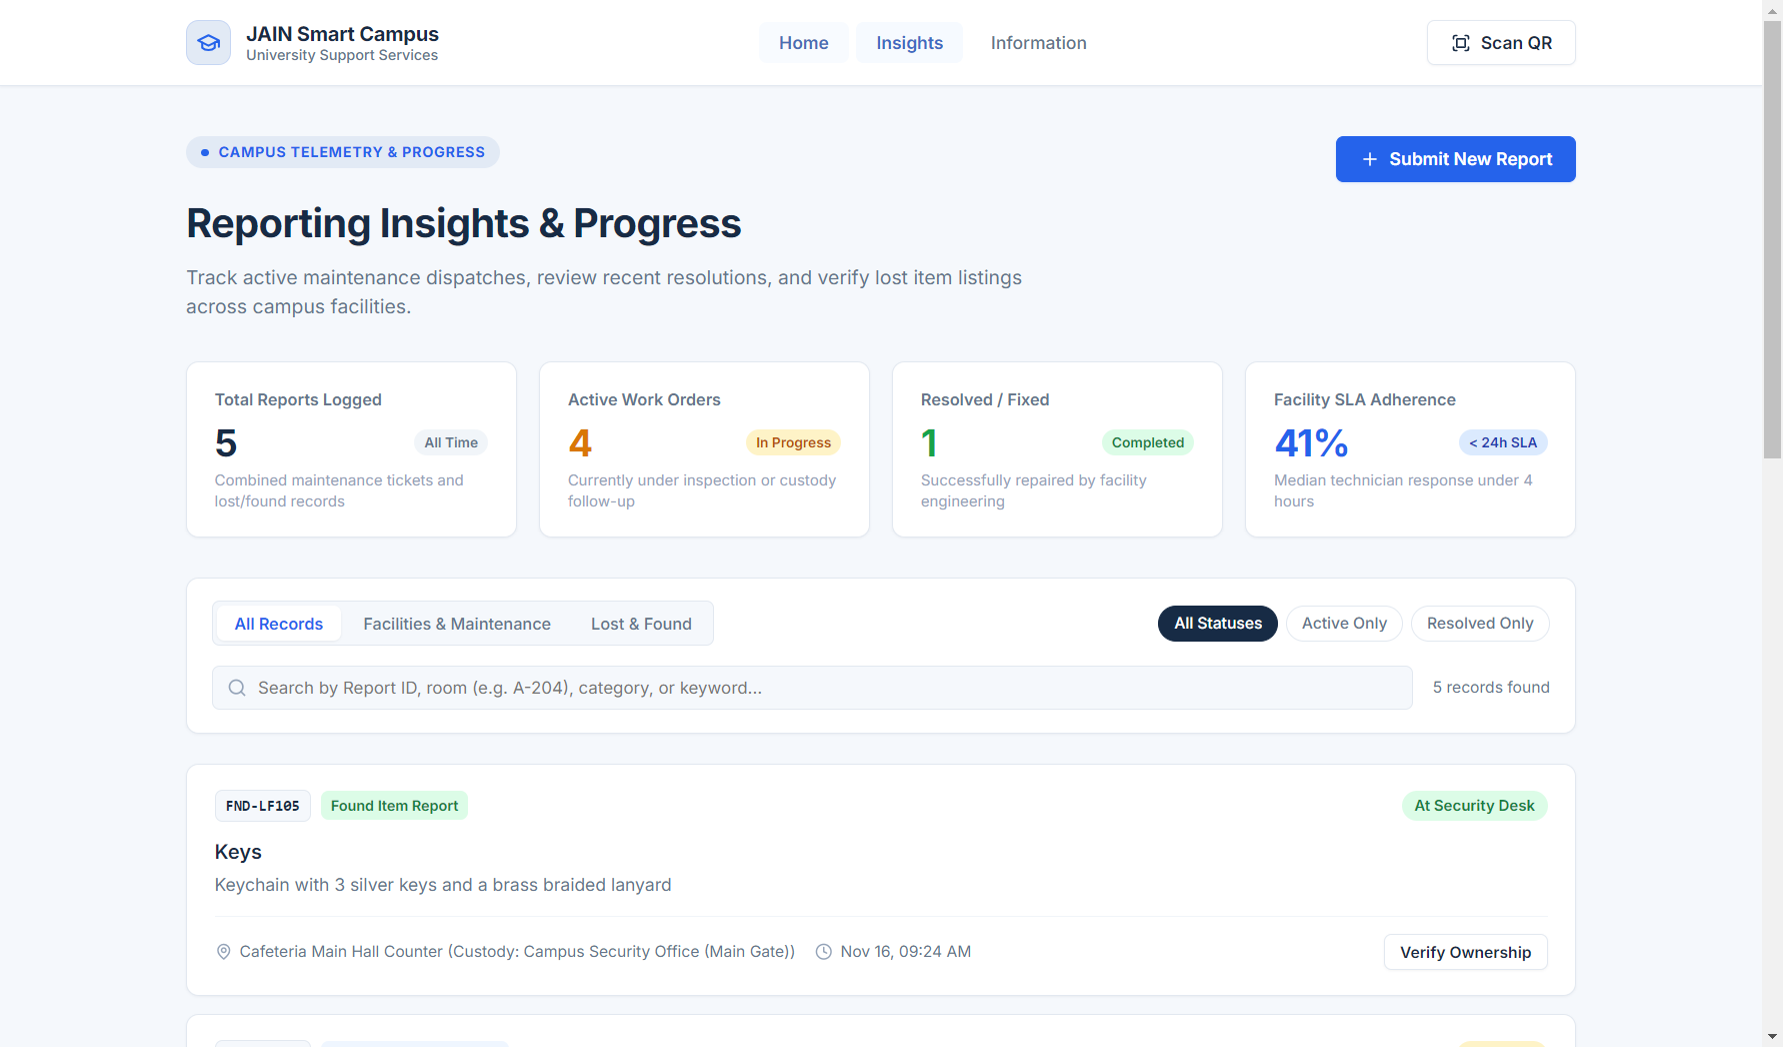 JAIN Smart Campus
University Support Services
Home
Insights
Information
Scan QR
CAMPUS TELEMETRY & PROGRESS
Submit New Report
Reporting Insights & Progress
Track active maintenance dispatches, review recent resolutions, and verify lost item listings
across campus facilities.
Total Reports Logged
5
All Time
Combined maintenance tickets and
lost/found records
Active Work Orders
4
In Progress
Currently under inspection or custody
follow-up
Resolved / Fixed
1
Completed
Successfully repaired by facility
engineering
Facility SLA Adherence
41%
< 24h SLA
Median technician response under 4
hours
All Records
Facilities & Maintenance
Lost & Found
All Statuses
Active Only
Resolved Only
Search by Report ID, room (e.g. A-204), category, or keyword...
5 records found
FND-LF105
Found Item Report
At Security Desk
Keys
Keychain with 3 silver keys and a brass braided lanyard
Cafeteria Main Hall Counter (Custody: Campus Security Office (Main Gate))
Nov 16, 09:24 AM
Verify Ownership